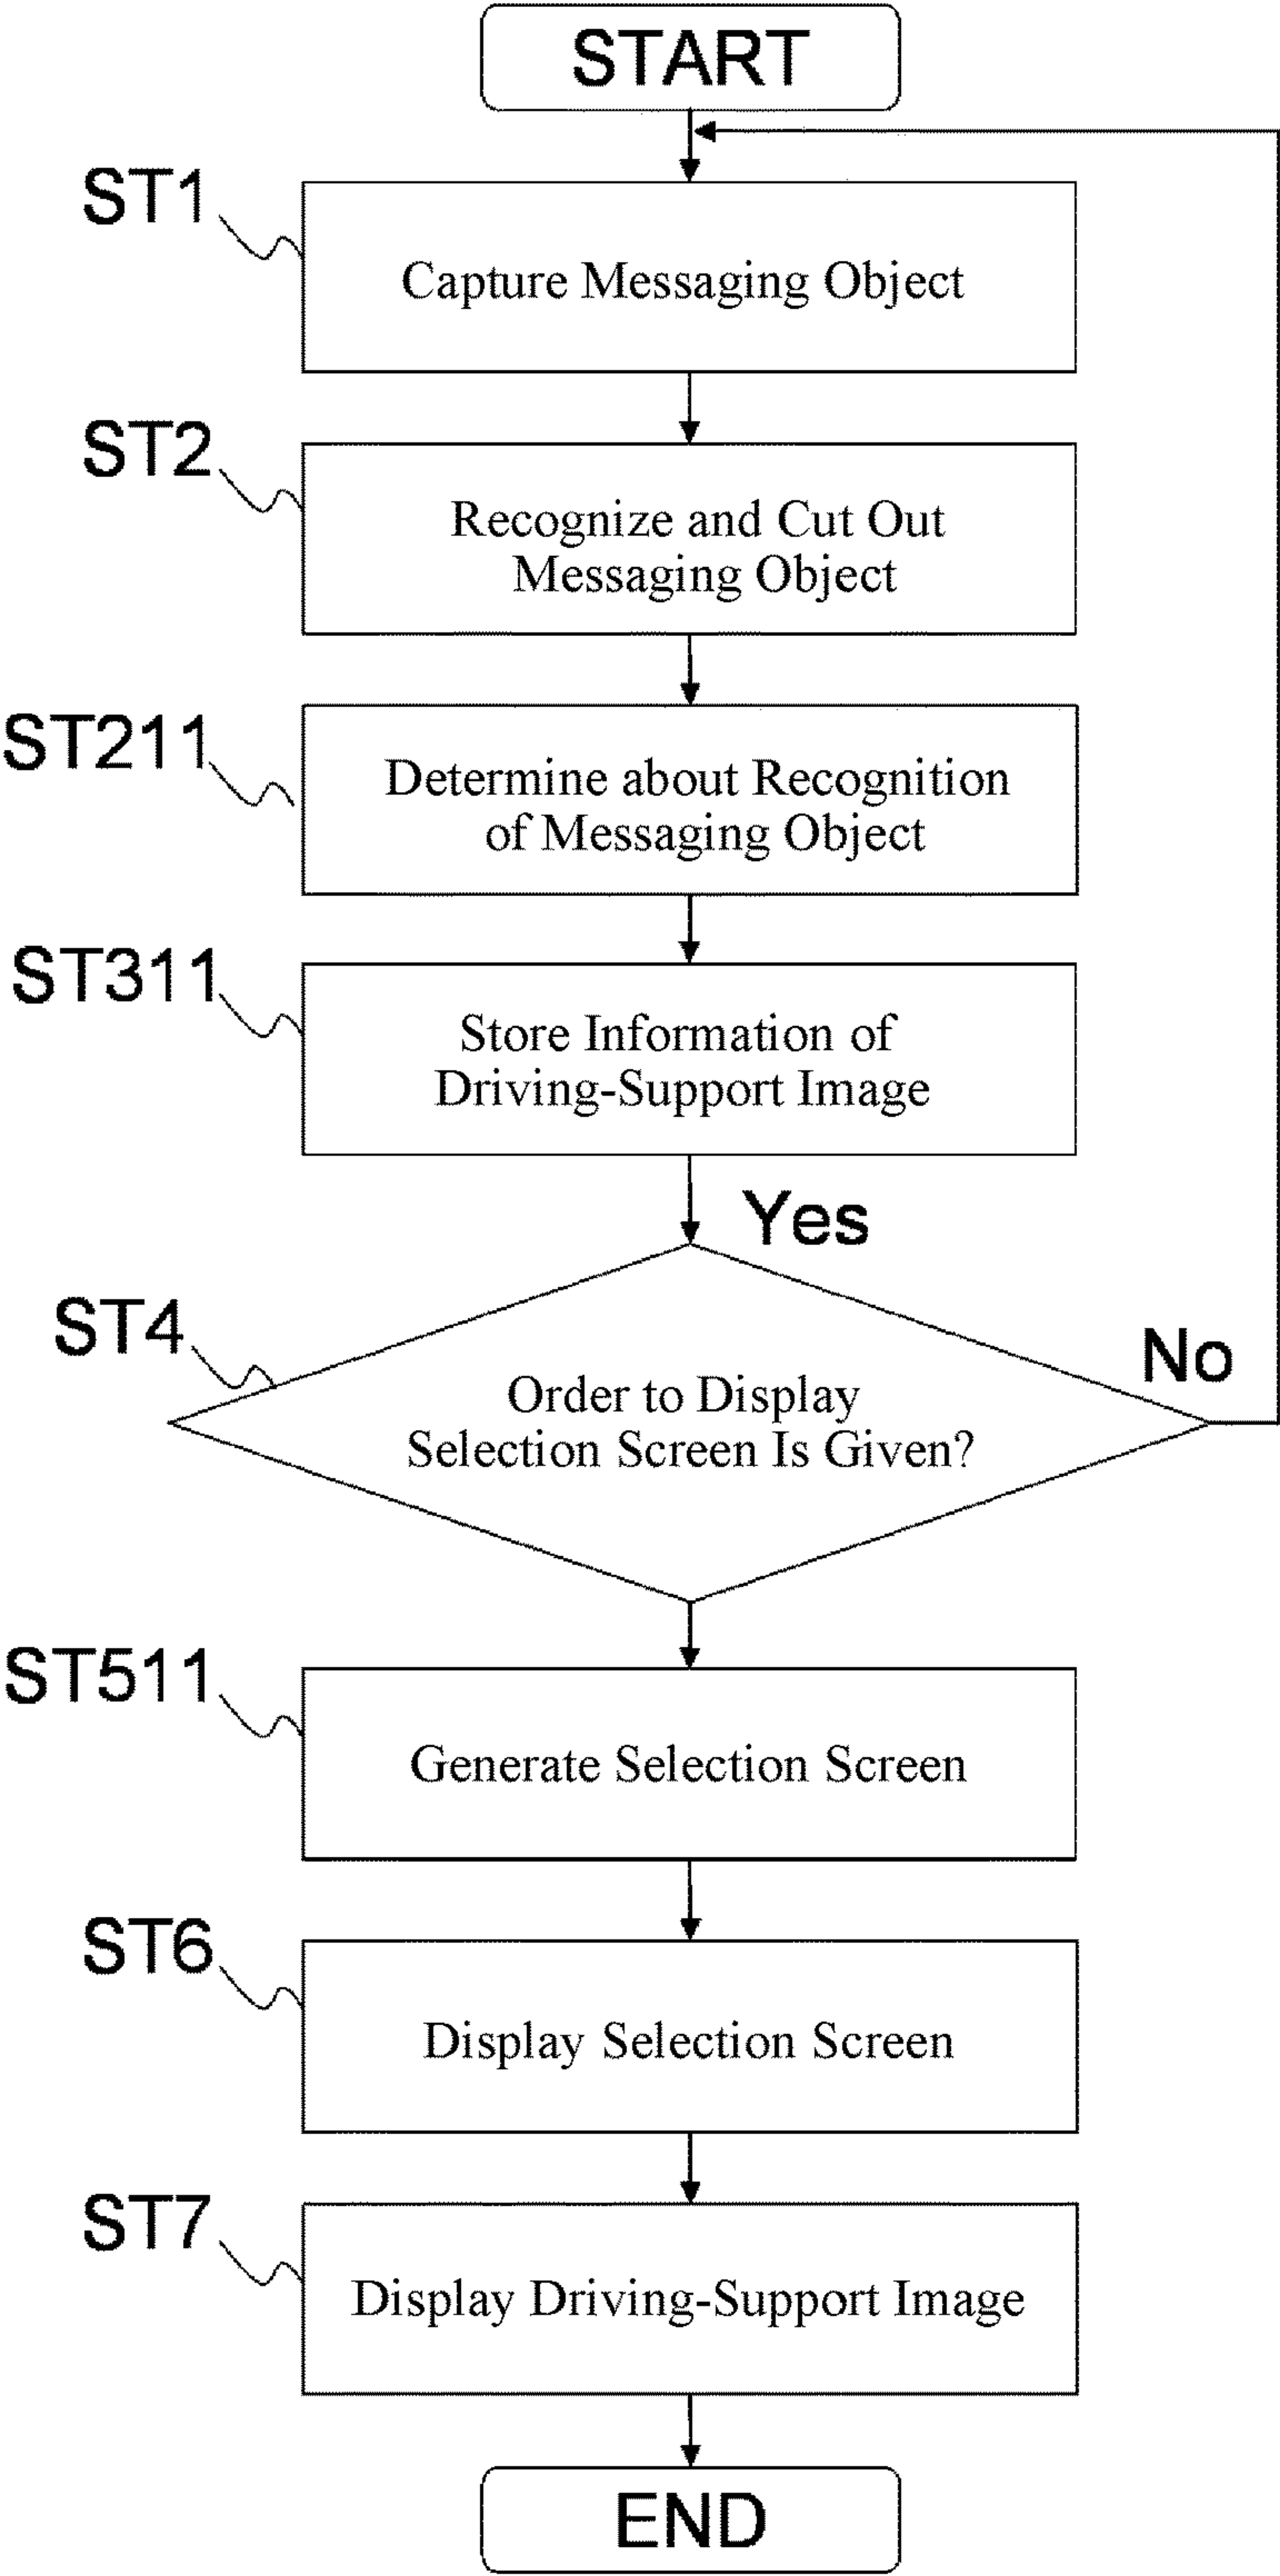 START
ST1
Capture Messaging Object
ST2
Recognize and Cut Out
Messaging Object
ST211
Determine about Recognition
of Messaging Object
ST311
Store Information of
Driving-Support Image
Yes
ST4
No
Order to Display
Selection Screen Is Given?
ST511
Generate Selection Screen
ST6
Display Selection Screen
ST7
Display Driving-Support Image
END